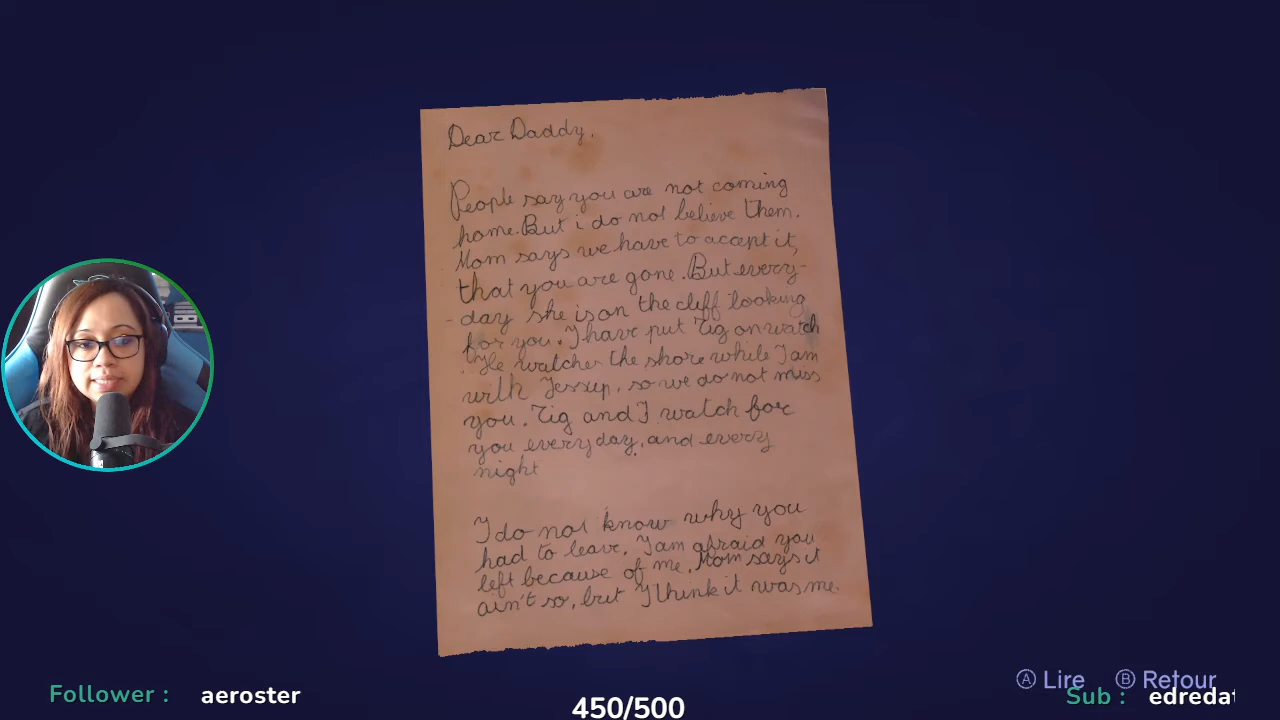 Dear Daddy,
People say you are not coming
home. But i do not believe them.
Mom says we have to accept it,
that you are gone. But every-
-day she is on the cliff looking
for you. I have put Tig on watch
. He watches the shore while I am
with Jessup, so we do not miss
you. Tig and I watch for
you everyday, and every
night
I do not know why you
had to leave. I am afraid you
left because of me. Mom says it
ain't so, but I think it was me.
Ⓐ Lire Ⓑ Retour
Follower : aeroster
450/500
Sub : edreda